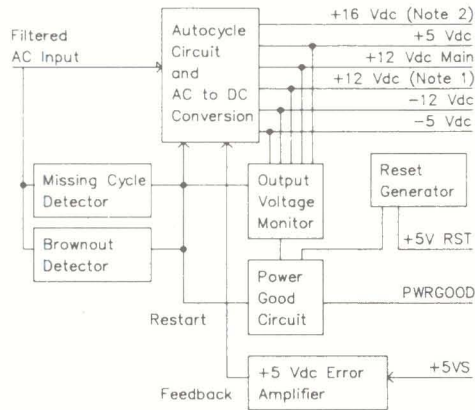 Filtered
AC Input
Autocycle
Circuit
and
AC to DC
Conversion
+16 Vdc (Note 2)
+5 Vdc
+12 Vdc Main
+12 Vdc (Note 1)
-12 Vdc
-5 Vdc
Missing Cycle
Detector
Brownout
Detector
Output
Voltage
Monitor
Reset
Generator
+5V RST
Power
Good
Circuit
PWRGOOD
Restart
+5 Vdc Error
Amplifier
+5VS
Feedback